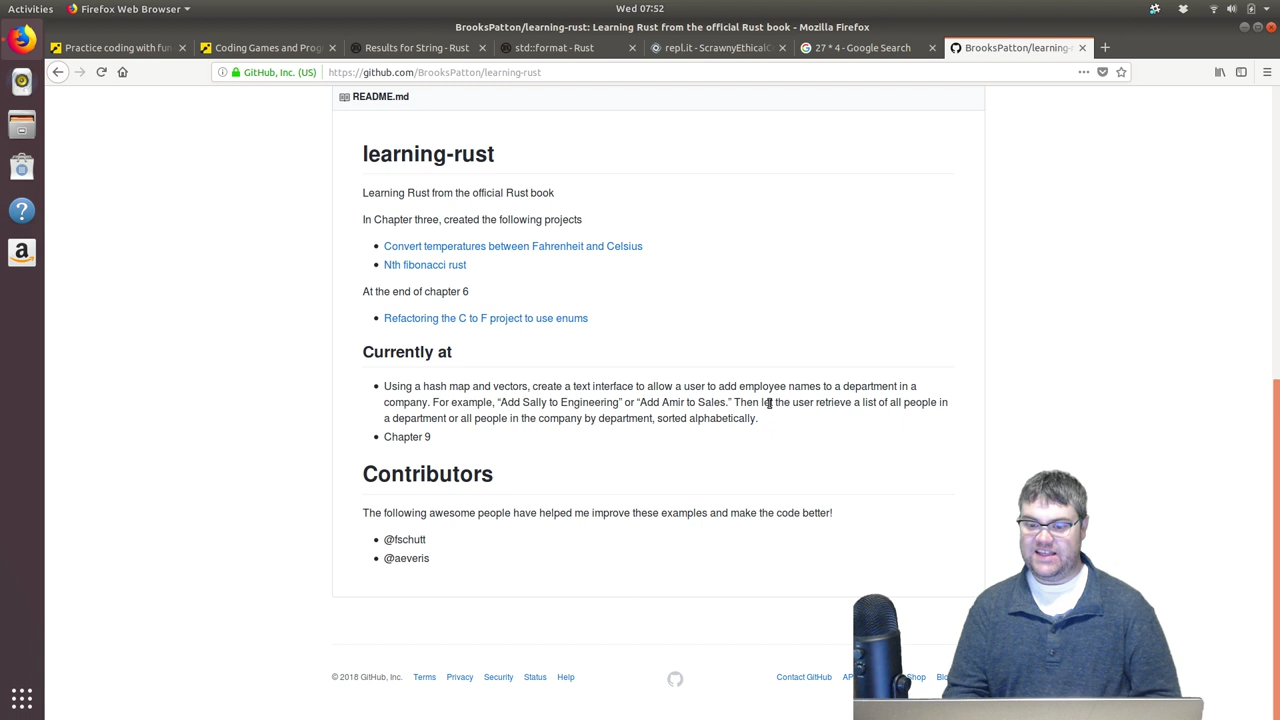 Activities
Firefox Web Browser
Wed 07:52
BrooksPatton/learning-rust: Learning Rust from the official Rust book - Mozilla Firefox
Practice coding with fun
Coding Games and Prog
Results for String - Rust
std::format - Rust
repl.it - ScrawnyEthicalC
27 * 4 - Google Search
BrooksPatton/learning-
GitHub, Inc. (US)
https://github.com/BrooksPatton/learning-rust
README.md
learning-rust
Learning Rust from the official Rust book
In Chapter three, created the following projects
Convert temperatures between Fahrenheit and Celsius
Nth fibonacci rust
At the end of chapter 6
Refactoring the C to F project to use enums
Currently at
Using a hash map and vectors, create a text interface to allow a user to add employee names to a department in a
company. For example, “Add Sally to Engineering” or “Add Amir to Sales.” Then let the user retrieve a list of all people in
a department or all people in the company by department, sorted alphabetically.
Chapter 9
Contributors
The following awesome people have helped me improve these examples and make the code better!
@fschutt
@aeveris
© 2018 GitHub, Inc. Terms Privacy Security Status Help
Contact GitHub AP Shop Blo